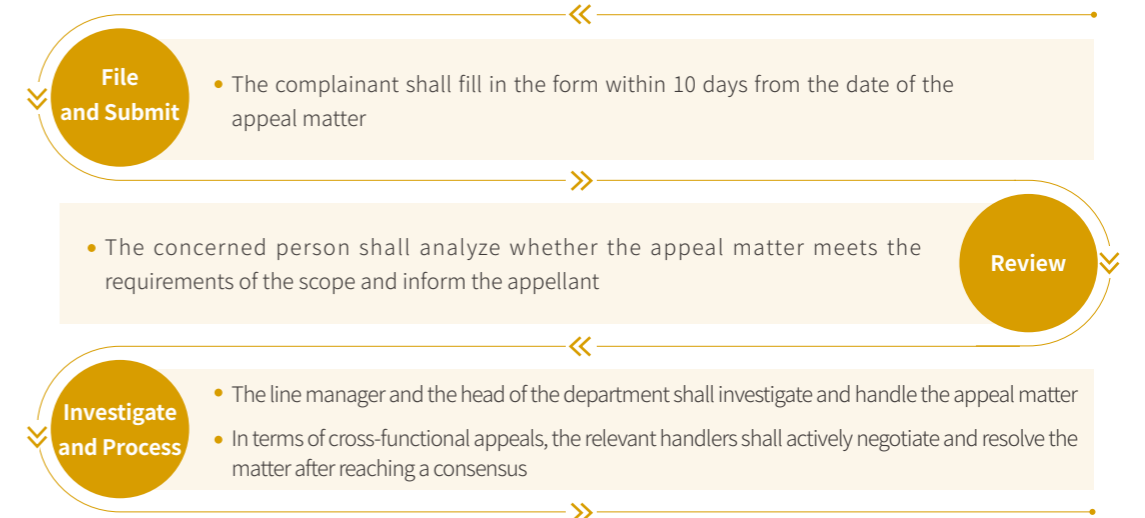 File
and Submit
• The complainant shall fill in the form within 10 days from the date of the
appeal matter
• The concerned person shall analyze whether the appeal matter meets the
requirements of the scope and inform the appellant
Review
Investigate
and Process
• The line manager and the head of the department shall investigate and handle the appeal matter
• In terms of cross-functional appeals, the relevant handlers shall actively negotiate and resolve the
matter after reaching a consensus